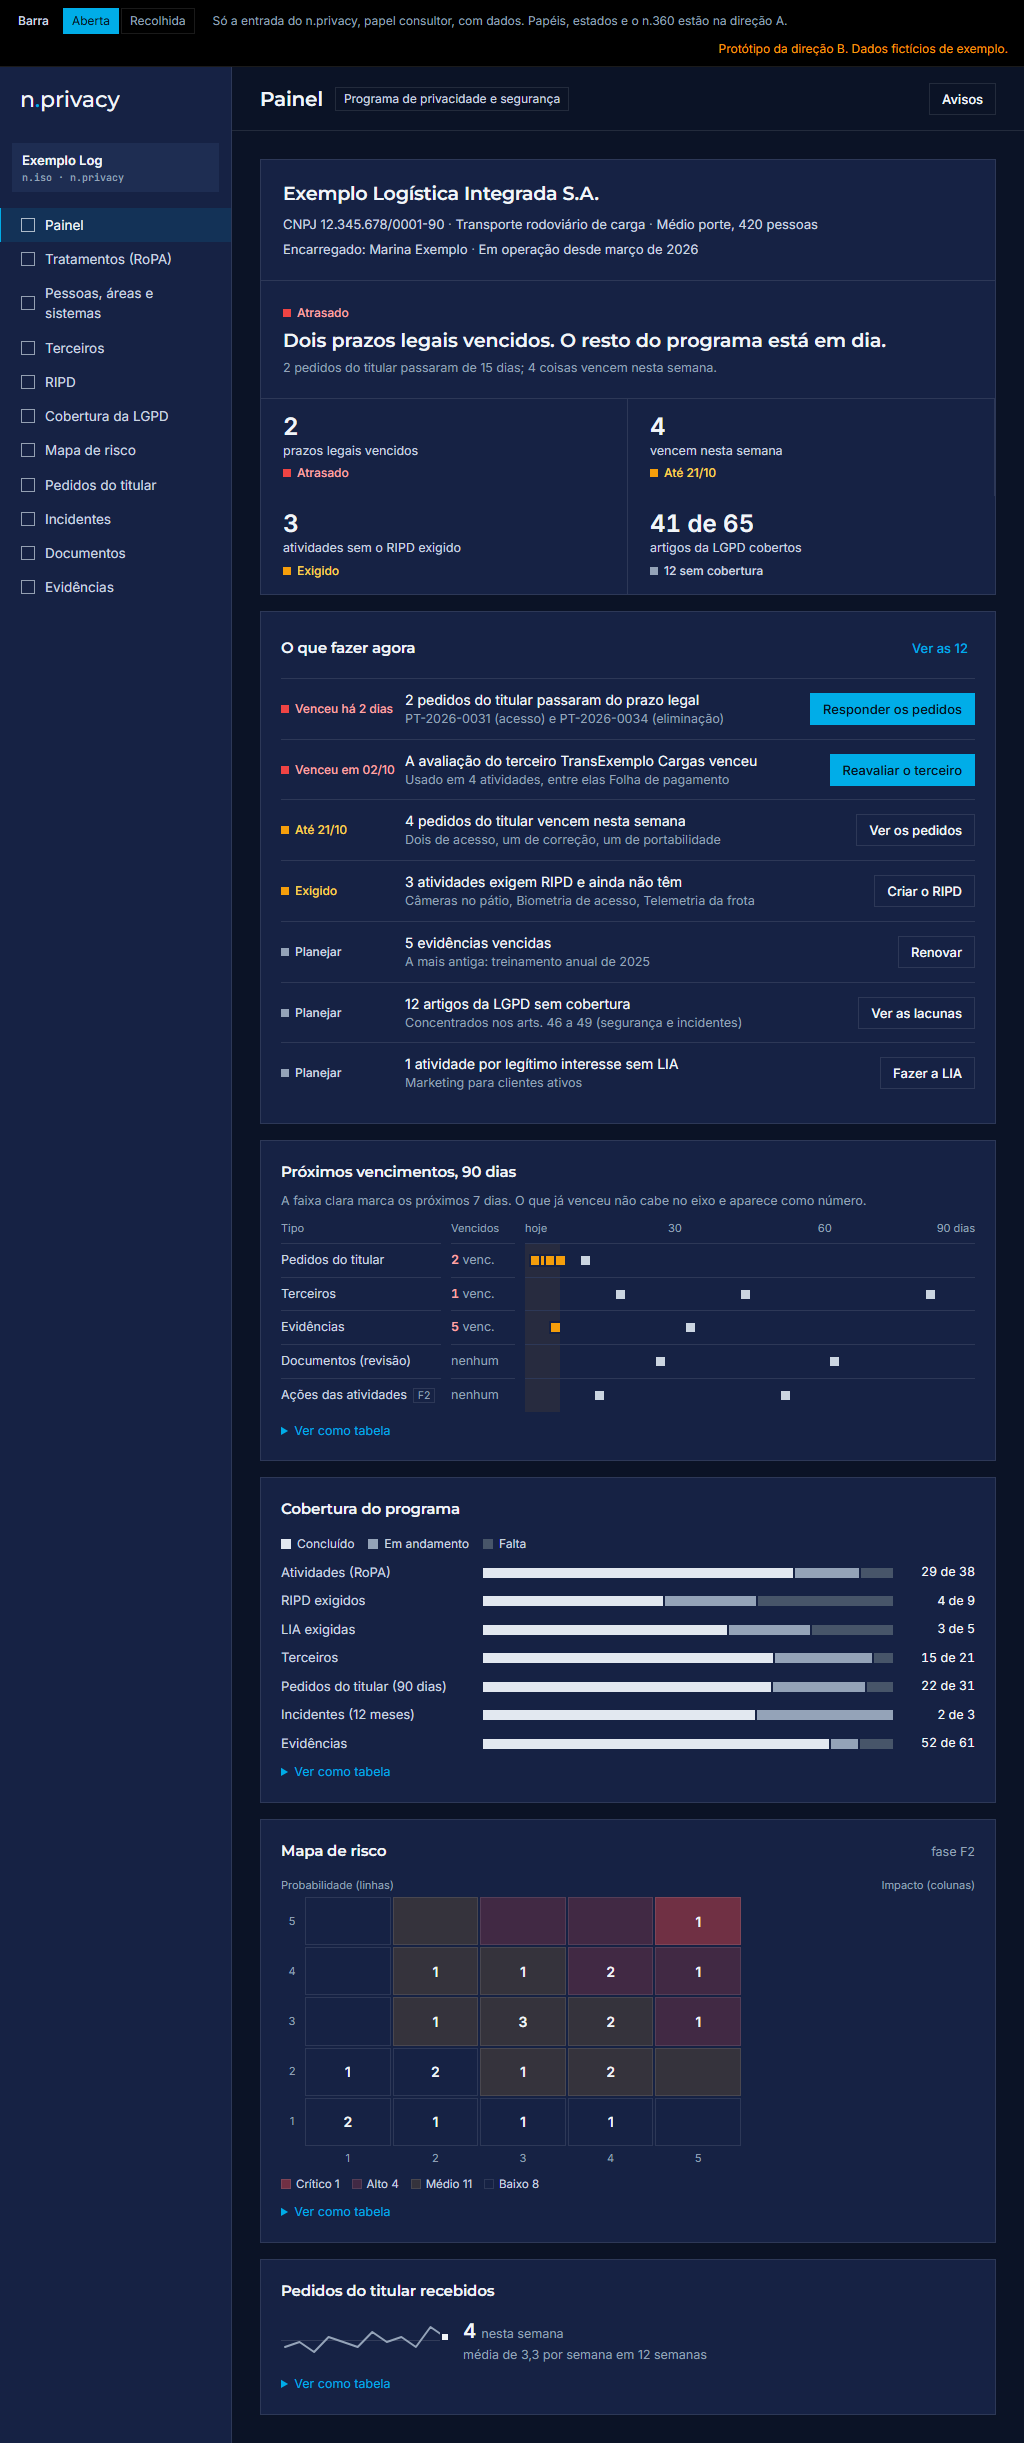 Barra Aberta Recolhida Só a entrada do n.privacy, papel consultor, com dados. Papéis, estados e o n.360 estão na direção A.
Protótipo da direção B. Dados fictícios de exemplo.
n.privacy
Exemplo Log
n.iso · n.privacy
Painel
Tratamentos (RoPA)
Pessoas, áreas e
sistemas
Terceiros
RIPD
Cobertura da LGPD
Mapa de risco
Pedidos do titular
Incidentes
Documentos
Evidências
Painel Programa de privacidade e segurança Avisos
Exemplo Logística Integrada S.A.
CNPJ 12.345.678/0001-90 · Transporte rodoviário de carga · Médio porte, 420 pessoas
Encarregado: Marina Exemplo · Em operação desde março de 2026
Atrasado
Dois prazos legais vencidos. O resto do programa está em dia.
2 pedidos do titular passaram de 15 dias; 4 coisas vencem nesta semana.
2
prazos legais vencidos
Atrasado
4
vencem nesta semana
Até 21/10
3
atividades sem o RIPD exigido
Exigido
41 de 65
artigos da LGPD cobertos
12 sem cobertura
O que fazer agora Ver as 12
Venceu há 2 dias 2 pedidos do titular passaram do prazo legal Responder os pedidos
PT-2026-0031 (acesso) e PT-2026-0034 (eliminação)
Venceu em 02/10 A avaliação do terceiro TransExemplo Cargas venceu Reavaliar o terceiro
Usado em 4 atividades, entre elas Folha de pagamento
Até 21/10 4 pedidos do titular vencem nesta semana Ver os pedidos
Dois de acesso, um de correção, um de portabilidade
Exigido 3 atividades exigem RIPD e ainda não têm Criar o RIPD
Câmeras no pátio, Biometria de acesso, Telemetria da frota
Planejar 5 evidências vencidas Renovar
A mais antiga: treinamento anual de 2025
Planejar 12 artigos da LGPD sem cobertura Ver as lacunas
Concentrados nos arts. 46 a 49 (segurança e incidentes)
Planejar 1 atividade por legítimo interesse sem LIA Fazer a LIA
Marketing para clientes ativos
Próximos vencimentos, 90 dias
A faixa clara marca os próximos 7 dias. O que já venceu não cabe no eixo e aparece como número.
Tipo Vencidos hoje 30 60 90 dias
Pedidos do titular 2 venc.
Terceiros 1 venc.
Evidências 5 venc.
Documentos (revisão) nenhum
Ações das atividades F2 nenhum
Ver como tabela
Cobertura do programa
Concluído Em andamento Falta
Atividades (RoPA) 29 de 38
RIPD exigidos 4 de 9
LIA exigidas 3 de 5
Terceiros 15 de 21
Pedidos do titular (90 dias) 22 de 31
Incidentes (12 meses) 2 de 3
Evidências 52 de 61
Ver como tabela
Mapa de risco fase F2
Probabilidade (linhas) Impacto (colunas)
5 1
4 1 1 2 1
3 1 3 2 1
2 1 2 1 2
1 2 1 1 1
1 2 3 4 5
Crítico 1 Alto 4 Médio 11 Baixo 8
Ver como tabela
Pedidos do titular recebidos
4 nesta semana
média de 3,3 por semana em 12 semanas
Ver como tabela